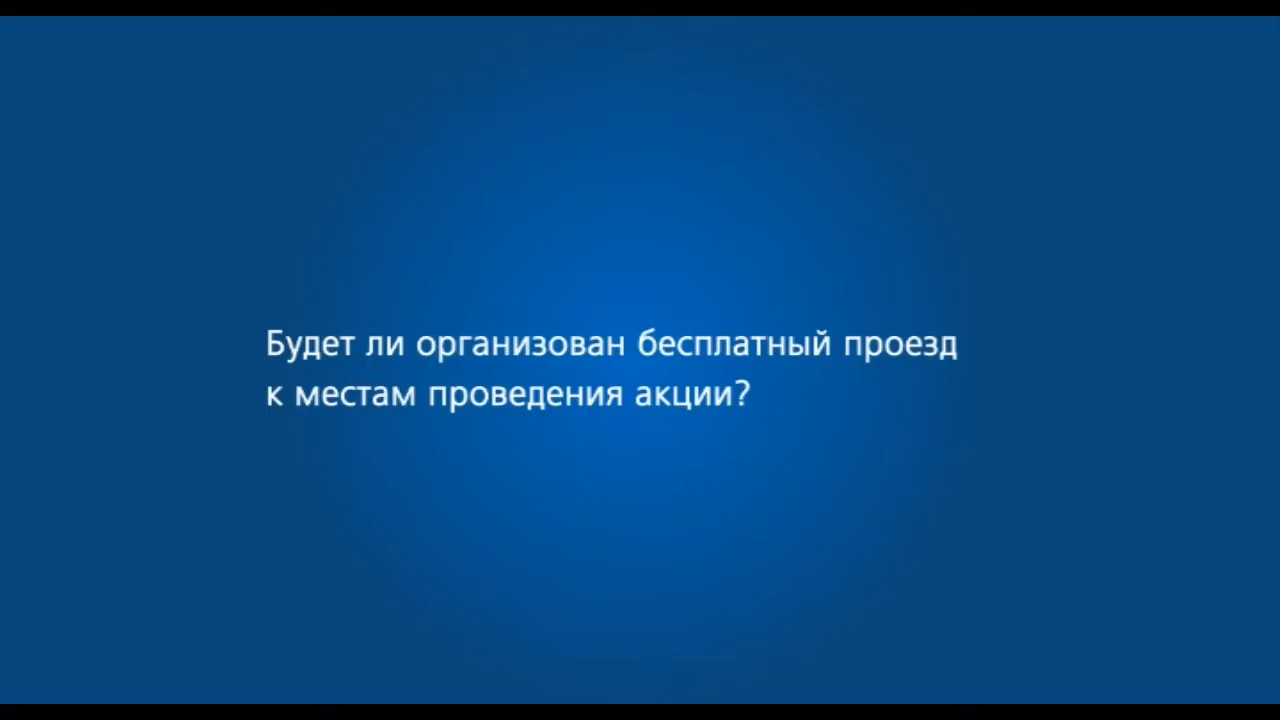 Будет ли организован бесплатный проезд
к местам проведения акции?